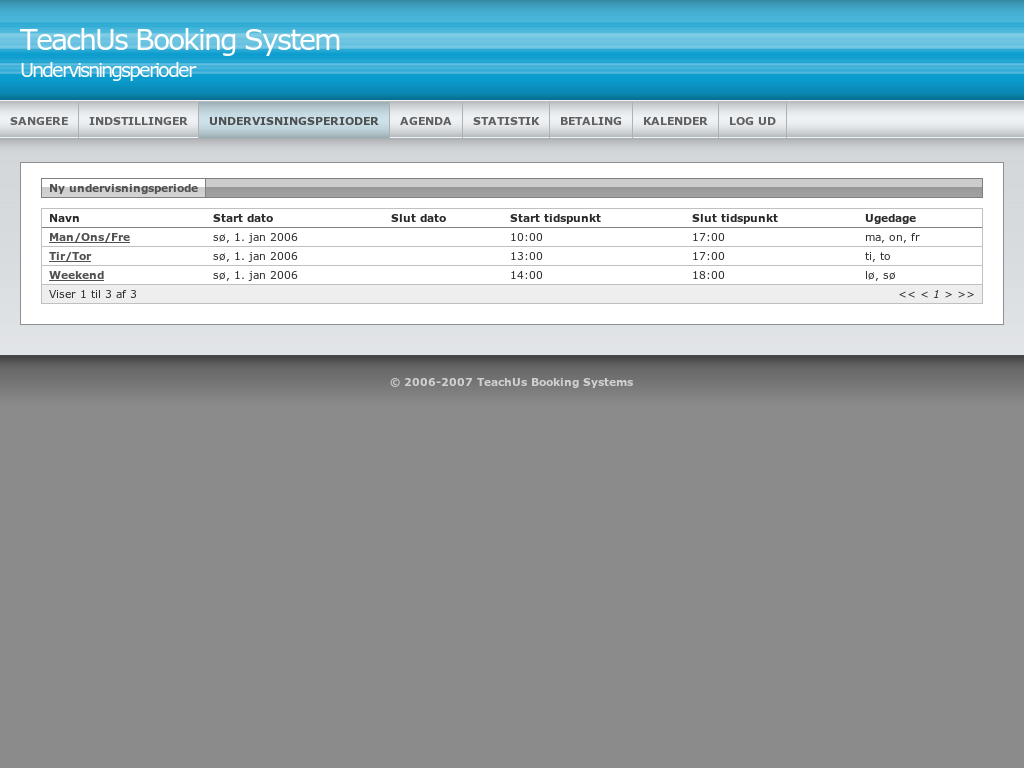 TeachUs Booking System
Undervisningsperioder
SANGERE INDSTILLINGER UNDERVISNINGSPERIODER AGENDA STATISTIK BETALING KALENDER LOG UD
Ny undervisningsperiode
Navn Start dato Slut dato Start tidspunkt Slut tidspunkt Ugedage
Man/Ons/Fre sø, 1. jan 2006 10:00 17:00 ma, on, fr
Tir/Tor sø, 1. jan 2006 13:00 17:00 ti, to
Weekend sø, 1. jan 2006 14:00 18:00 lø, sø
Viser 1 til 3 af 3 << < 1 > >>
© 2006-2007 TeachUs Booking Systems